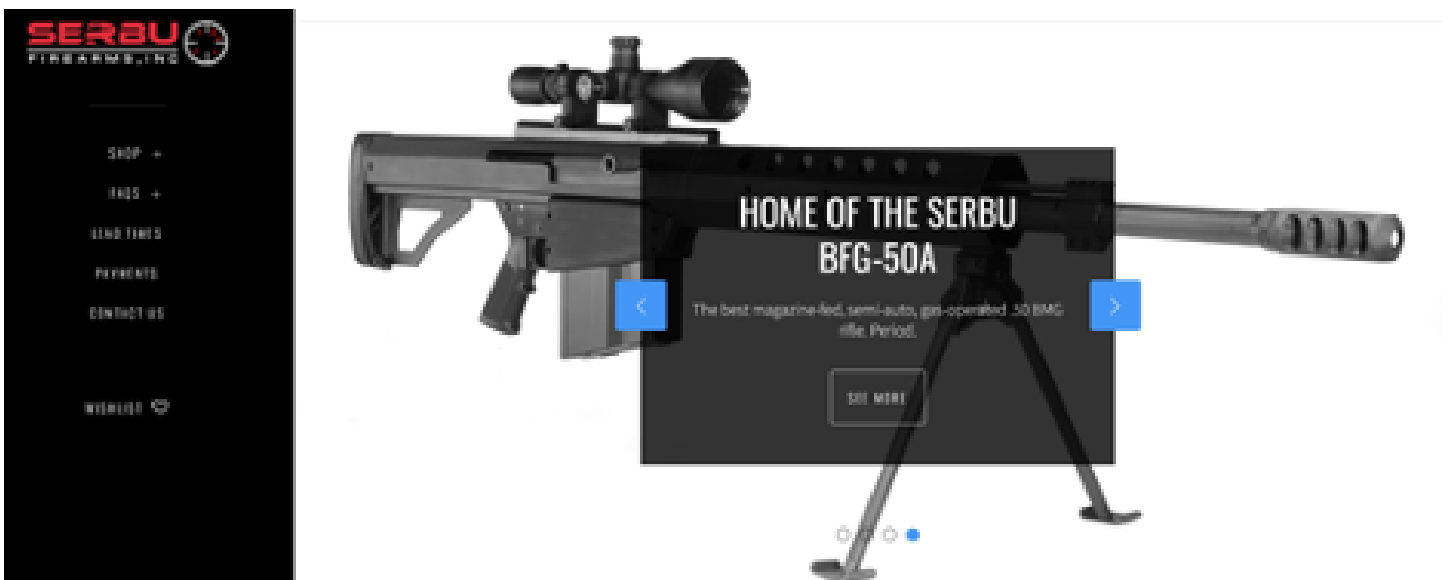 SERBU
FIREARMS, INC
SHOP
FAQS
LEAD TIMES
PAYMENTS
CONTACT US
WISHLIST
HOME OF THE SERBU
BFG-50A
The best magazine-fed, semi-auto, gas-operated .50 BMG
rifle. Period.
SEE MORE